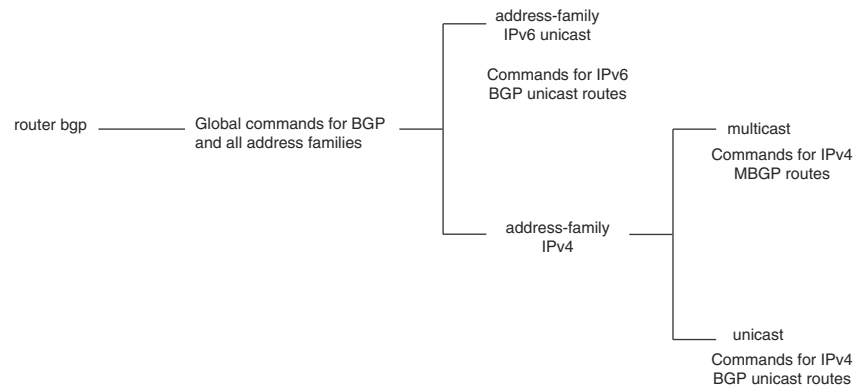 address-family
IPv6 unicast
Commands for IPv6
BGP unicast routes
router bgp
Global commands for BGP
and all address families
multicast
Commands for IPv4
MBGP routes
address-family
IPv4
unicast
Commands for IPv4
BGP unicast routes